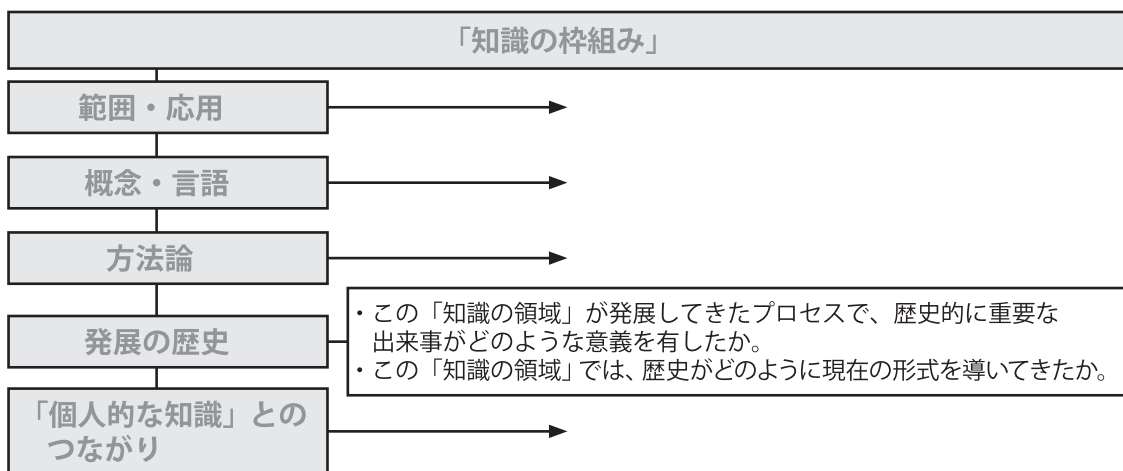 「知識の枠組み」
範囲・応用
概念・言語
方法論
発展の歴史
・この「知識の領域」が発展してきたプロセスで、歴史的に重要な
出来事がどのような意義を有したか。
・この「知識の領域」では、歴史がどのように現在の形式を導いてきたか。
「個人的な知識」との
つながり